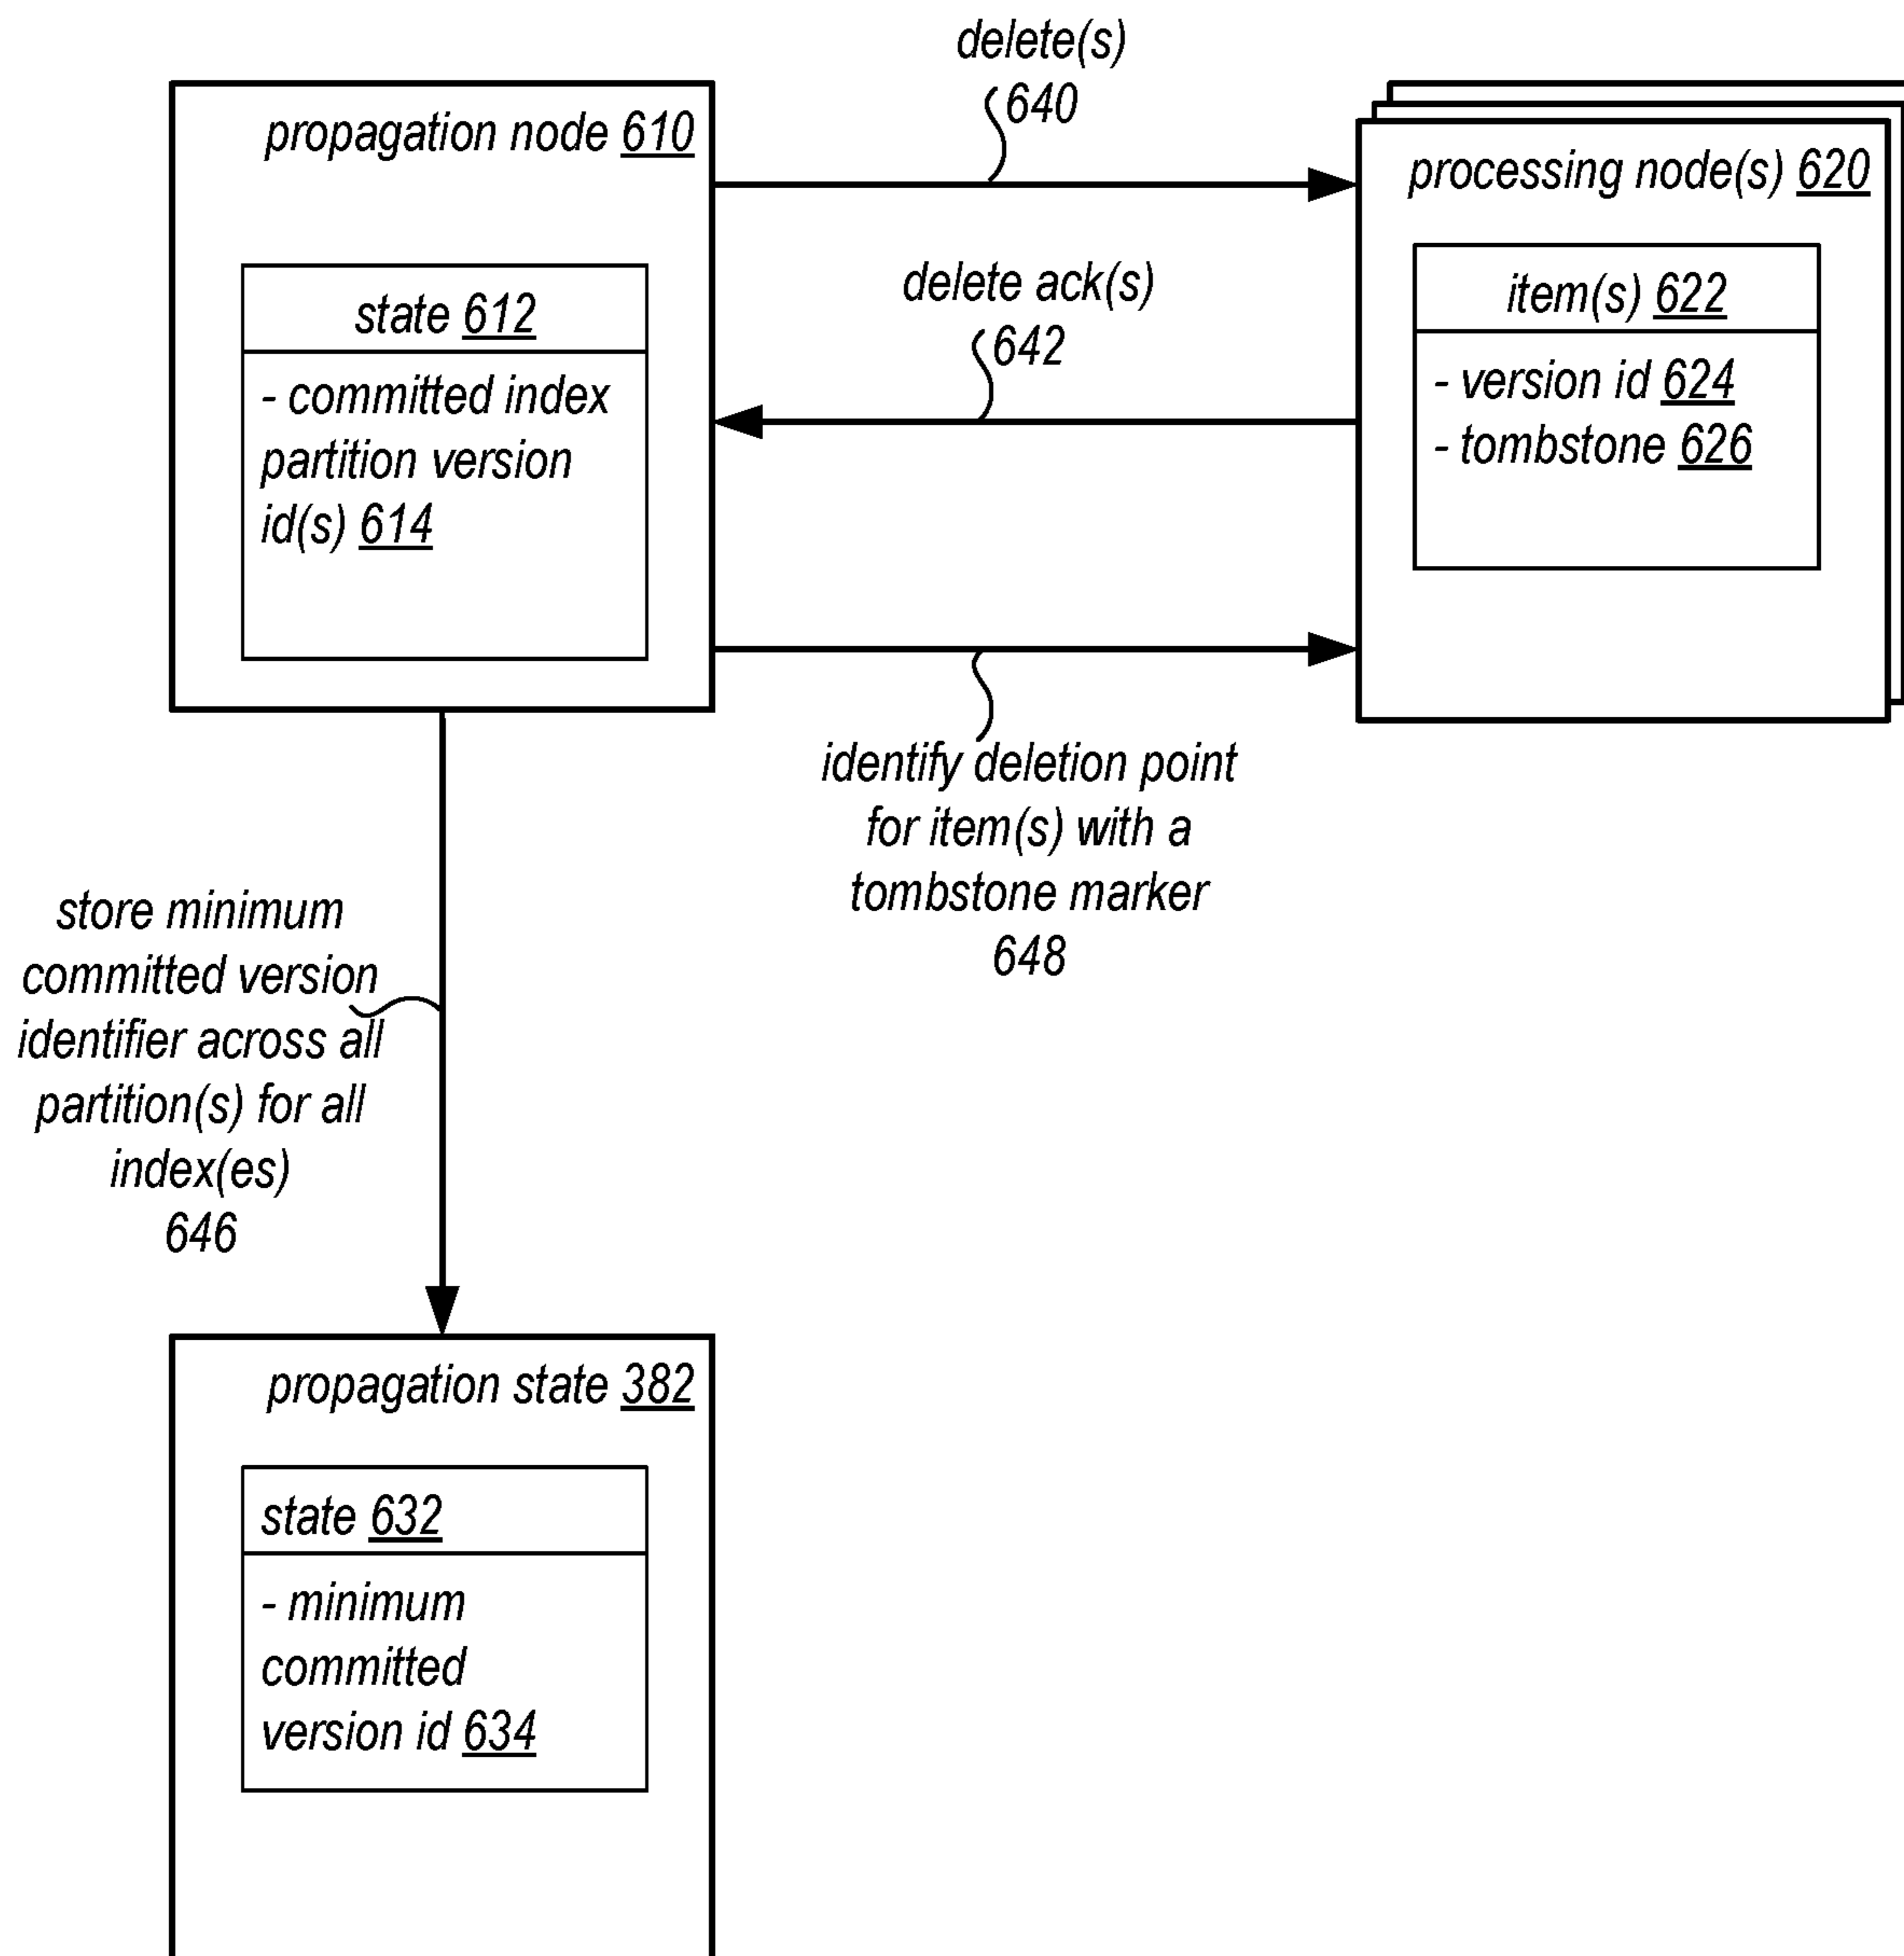 delete(s)
640
propagation node 610
processing node(s) 620
state 612
- committed index
partition version
id(s) 614
delete ack(s)
642
item(s) 622
- version id 624
- tombstone 626
identify deletion point
for item(s) with a
tombstone marker
648
store minimum
committed version
identifier across all
partition(s) for all
index(es)
646
propagation state 382
state 632
- minimum
committed
version id 634